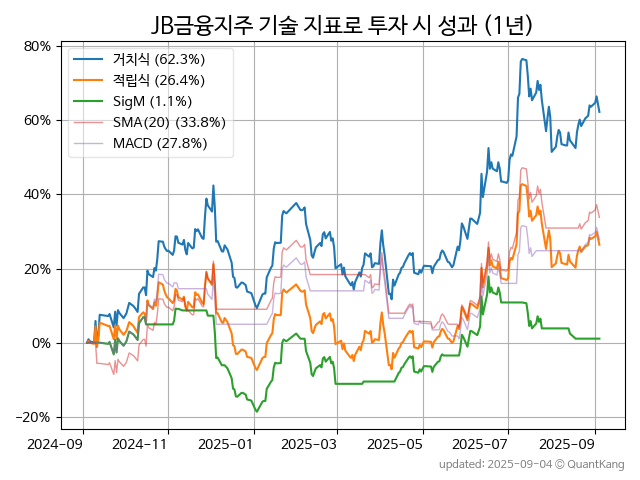 JB금융지주 기술 지표로 투자 시 성과 (1년)
거치식 (62.3%)
적립식 (26.4%)
SigM (1.1%)
SMA(20) (33.8%)
MACD (27.8%)
80%
60%
40%
20%
0%
−20%
2024-09 2024-11 2025-01 2025-03 2025-05 2025-07 2025-09
updated: 2025-09-04 © QuantKang